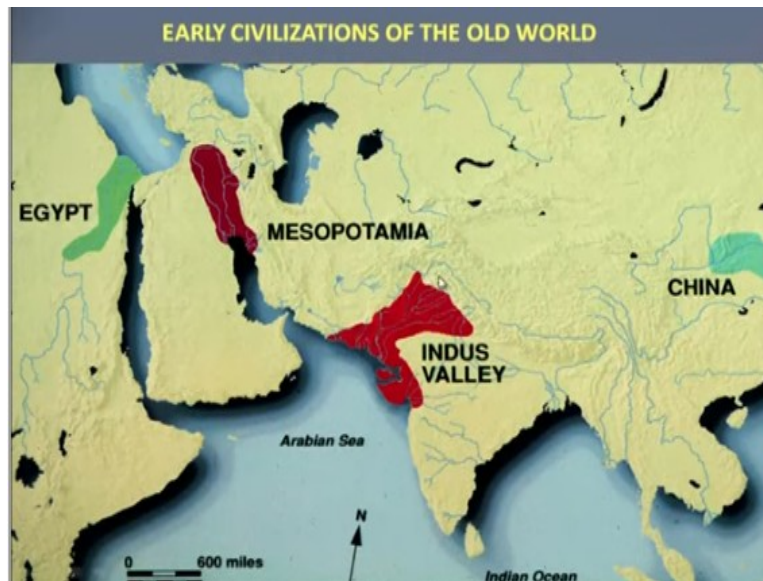 EARLY CIVILIZATIONS OF THE OLD WORLD
EGYPT
MESOPOTAMIA
CHINA
INDUS
VALLEY
Arabian Sea
N
0 600 miles
Indian Ocean